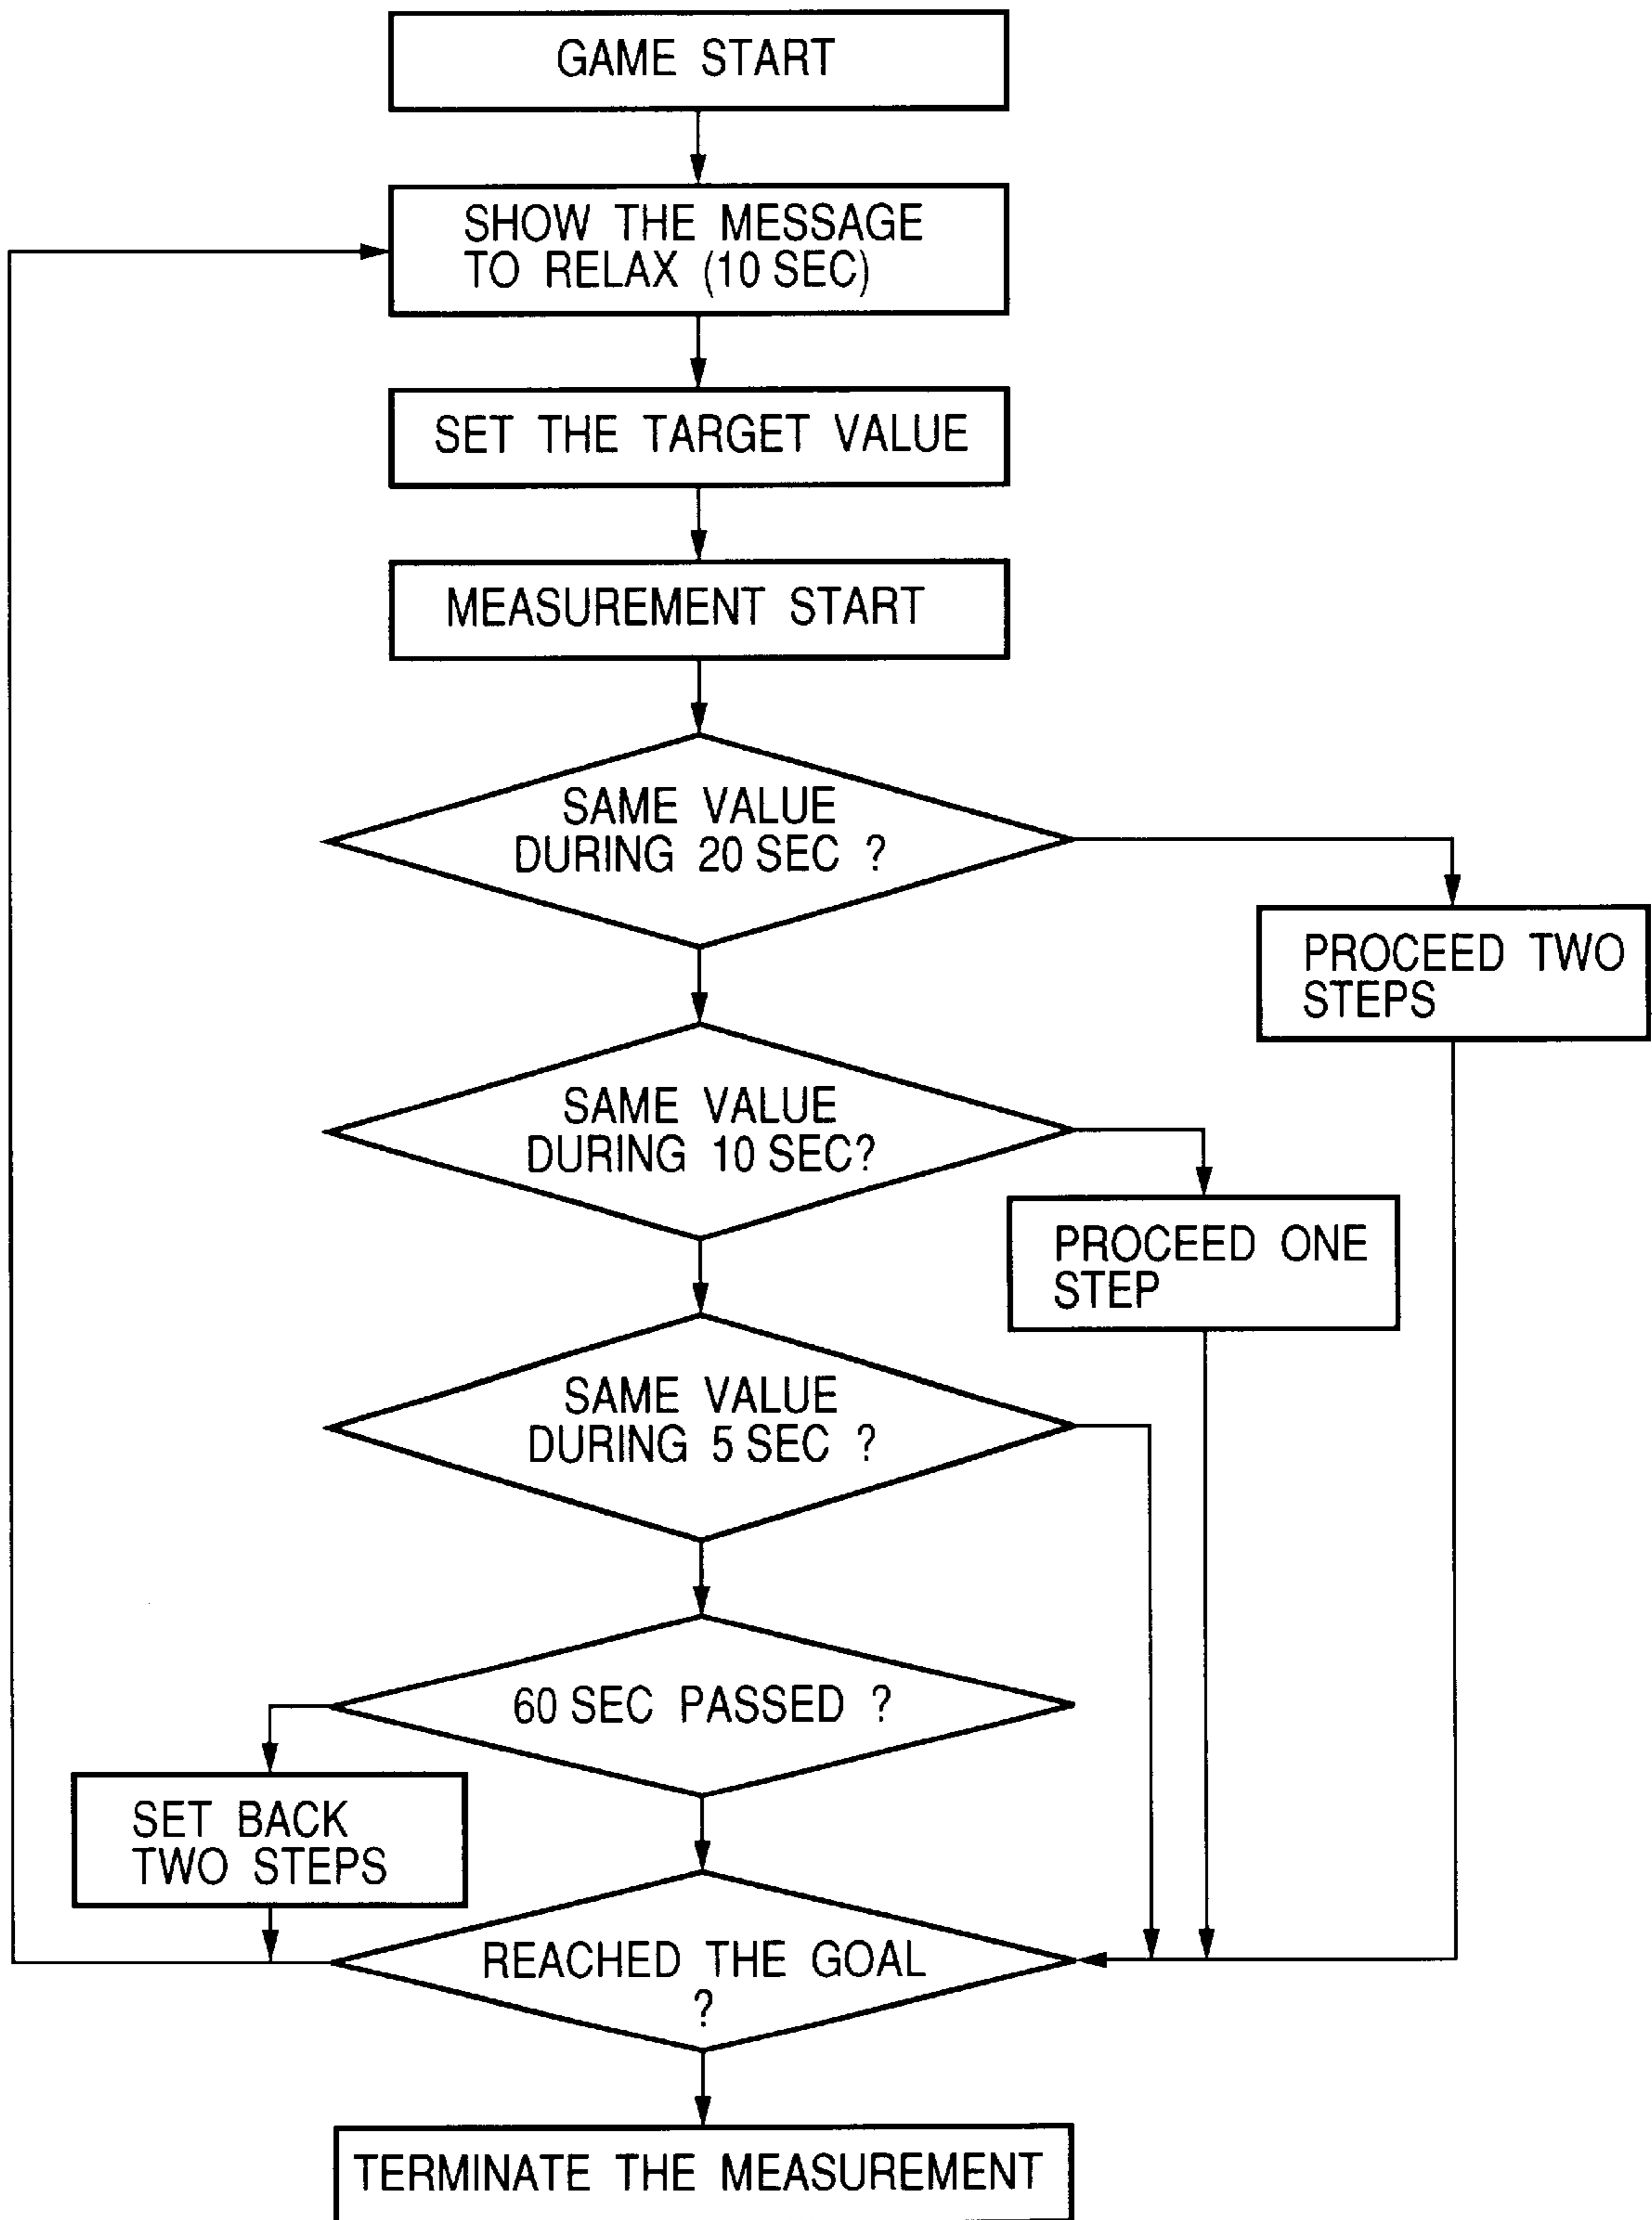 GAME START
SHOW THE MESSAGE
TO RELAX (10 SEC)
SET THE TARGET VALUE
MEASUREMENT START
SAME VALUE
DURING 20 SEC ?
PROCEED TWO
STEPS
SAME VALUE
DURING 10 SEC?
PROCEED ONE
STEP
SAME VALUE
DURING 5 SEC ?
60 SEC PASSED ?
SET BACK
TWO STEPS
REACHED THE GOAL
?
TERMINATE THE MEASUREMENT